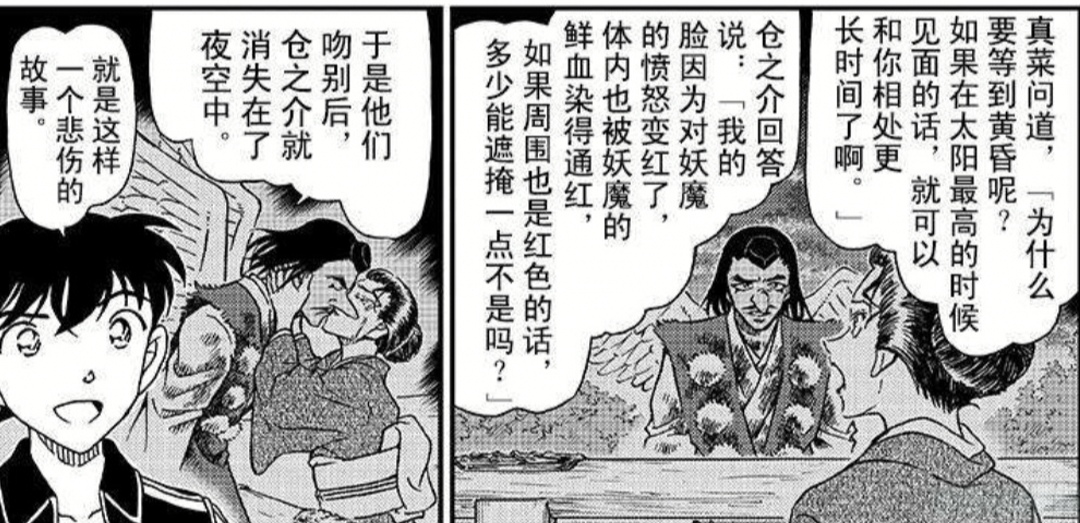 真菜问道，「为什么
要等到黄昏呢？
如果在太阳最高的时候
见面的话，就可以
和你相处更
长时间了啊。」
仓之介回答
说：「我的
脸因为对妖魔
的愤怒变红了，
体内也被妖魔的
鲜血染得通红，
如果周围也是红色的话，
多少能遮掩一点不是吗？」
于是他们
吻别后，
仓之介就
消失在了
夜空中。
就是这样
一个悲伤的
故事。